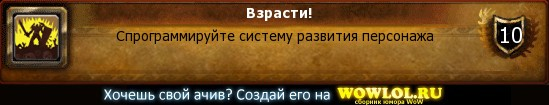 Взрасти!
Спрограммируйте систему развития персонажа
10
Хочешь свой ачив? Создай его на WOWLOL.RU
сборник юмора WoW